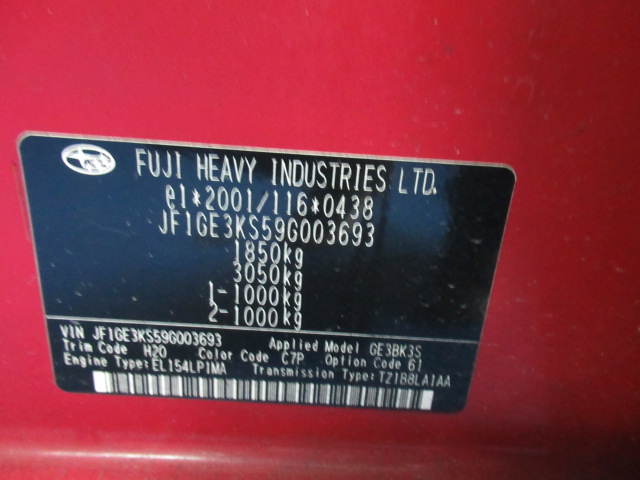 FUJI HEAVY INDUSTRIES LTD.
e1*2001/116*0438
JF1GE3KS59G003693
1850kg
3050kg
1-1000kg
2-1000kg
VIN JF1GE3KS59G003693 Applied Model GE3BK3S
Trim Code H20 Color Code C7P Option Code 61
Engine Type:EL154LP1MA Transmission Type:TZ1B8LA1AA